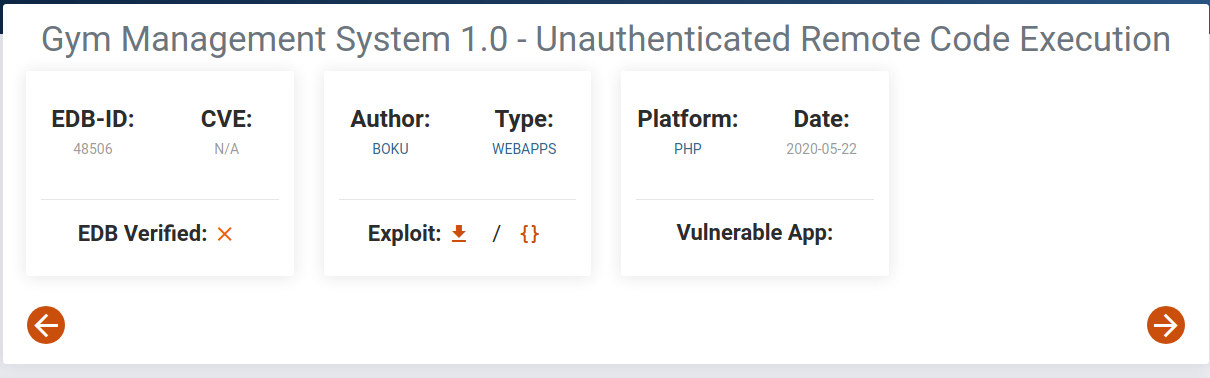 Gym Management System 1.0 - Unauthenticated Remote Code Execution
EDB-ID: CVE:
48506 N/A
EDB Verified: ×
Author: Type:
BOKU WEBAPPS
Exploit: / {}
Platform: Date:
PHP 2020-05-22
Vulnerable App: